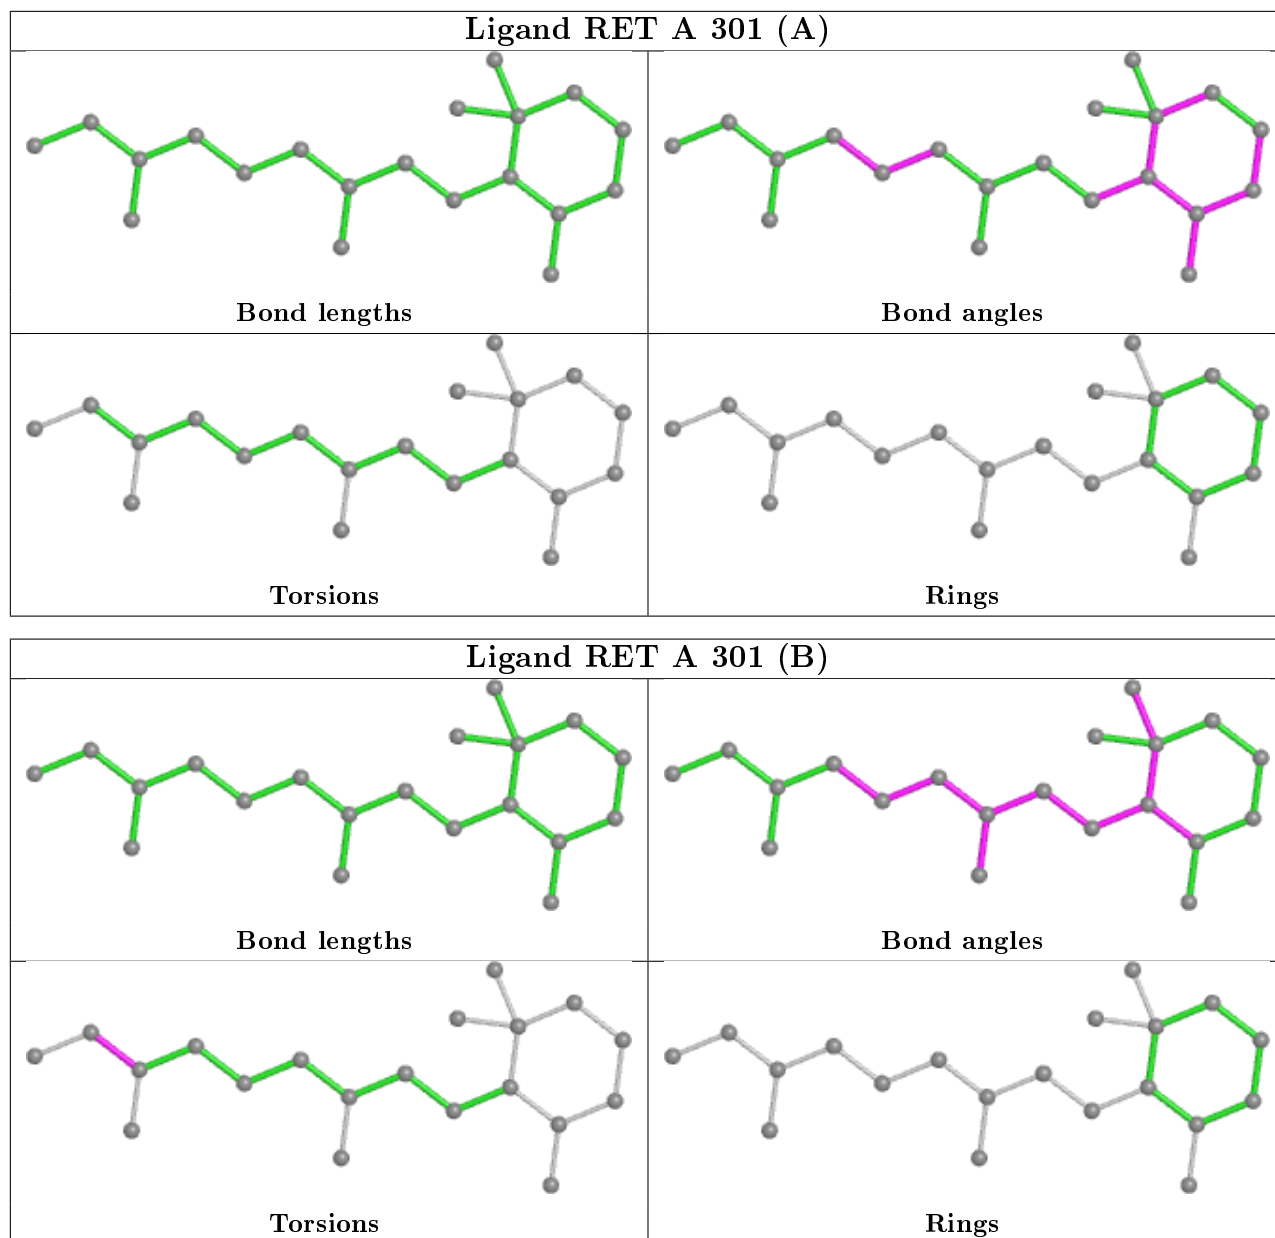 Ligand RET A 301 (A)
Bond lengths
Bond angles
Torsions
Rings
Ligand RET A 301 (B)
Bond lengths
Bond angles
Torsions
Rings